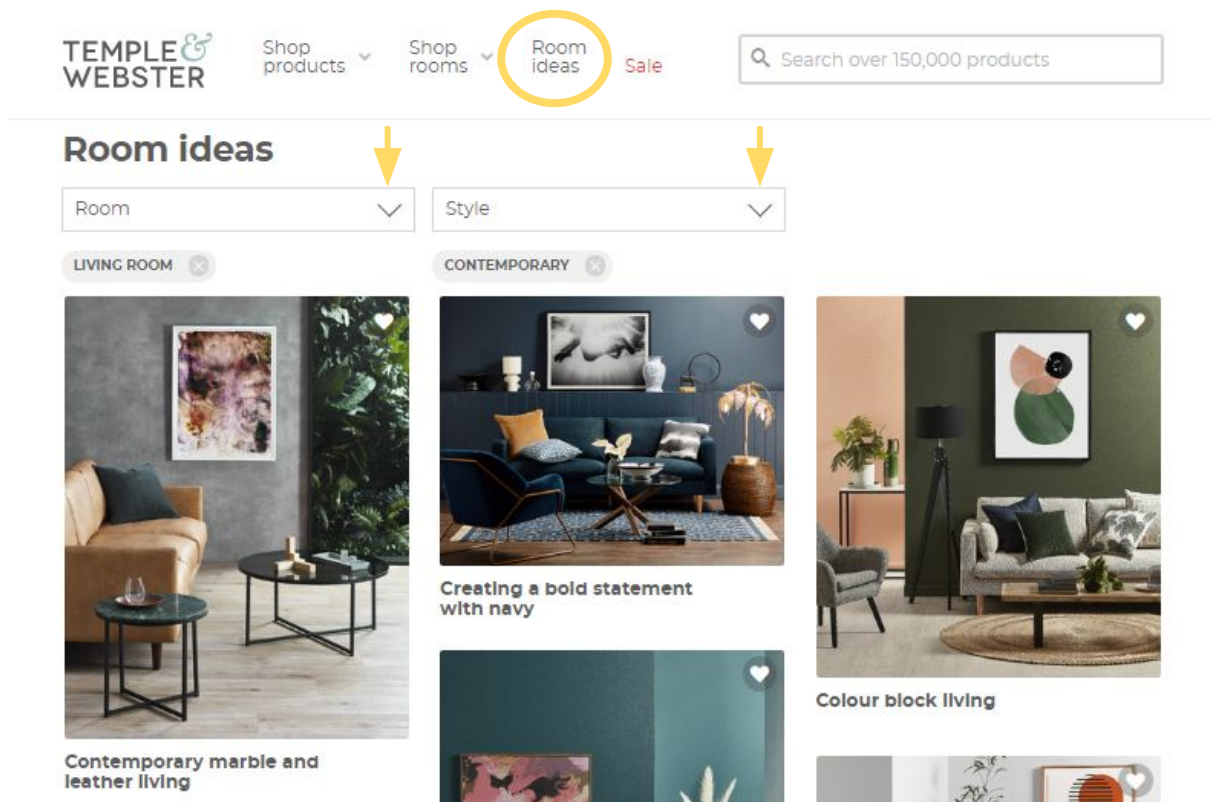 TEMPLE &
WEBSTER
Shop
products
Shop
rooms
Room
ideas
Sale
Search over 150,000 products
Room ideas
Room
Style
LIVING ROOM
CONTEMPORARY
Creating a bold statement
with navy
Colour block living
Contemporary marble and
leather living